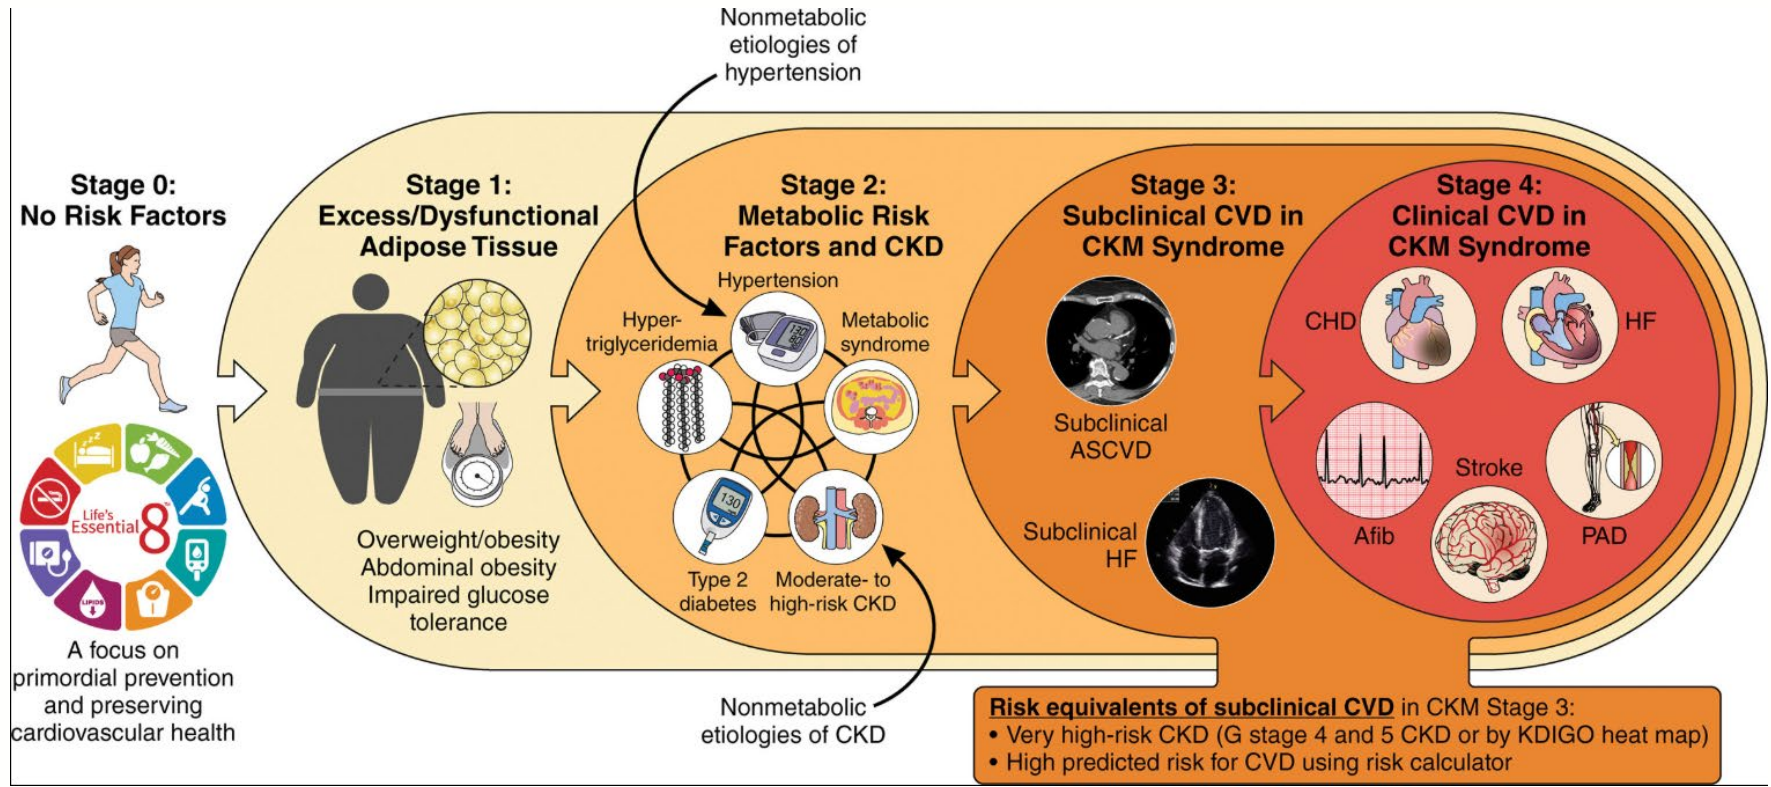 Nonmetabolic
etiologies of
hypertension
Stage 0:
No Risk Factors
Life's
Essential 8™
LIPIDS
A focus on
primordial prevention
and preserving
cardiovascular health
Stage 1:
Excess/Dysfunctional
Adipose Tissue
Overweight/obesity
Abdominal obesity
Impaired glucose
tolerance
Stage 2:
Metabolic Risk
Factors and CKD
Hypertension
130
80
Hyper-
triglyceridemia
Metabolic
syndrome
130
Type 2
diabetes
Moderate- to
high-risk CKD
Nonmetabolic
etiologies of CKD
Stage 3:
Subclinical CVD in
CKM Syndrome
Subclinical
ASCVD
Subclinical
HF
Stage 4:
Clinical CVD in
CKM Syndrome
CHD
HF
Afib
Stroke
PAD
Risk equivalents of subclinical CVD in CKM Stage 3:
• Very high-risk CKD (G stage 4 and 5 CKD or by KDIGO heat map)
• High predicted risk for CVD using risk calculator